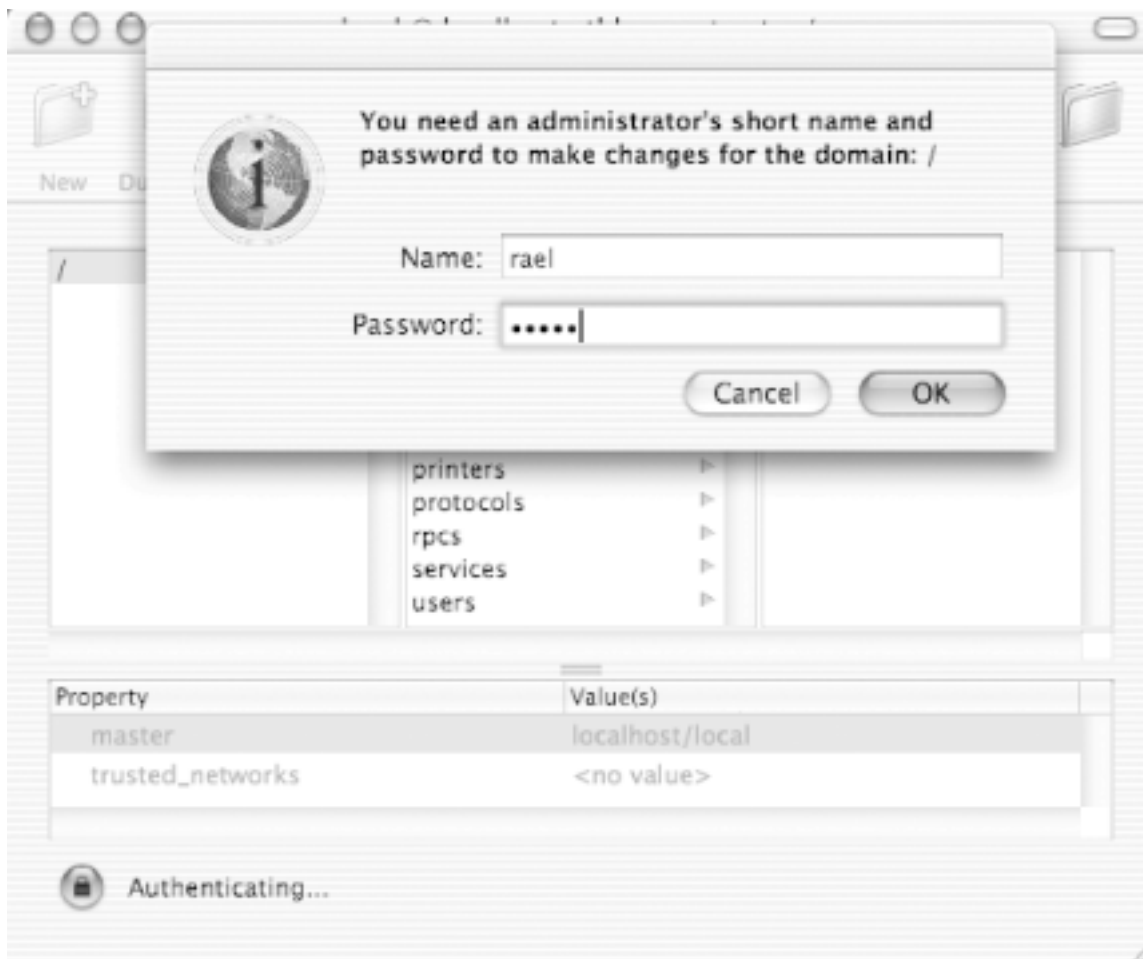 You need an administrator's short name and
password to make changes for the domain: /
New
/
Name: rael
Password: •••••
Cancel OK
printers
protocols
rpcs
services
users
Property Value(s)
master localhost/local
trusted_networks <no value>
Authenticating...